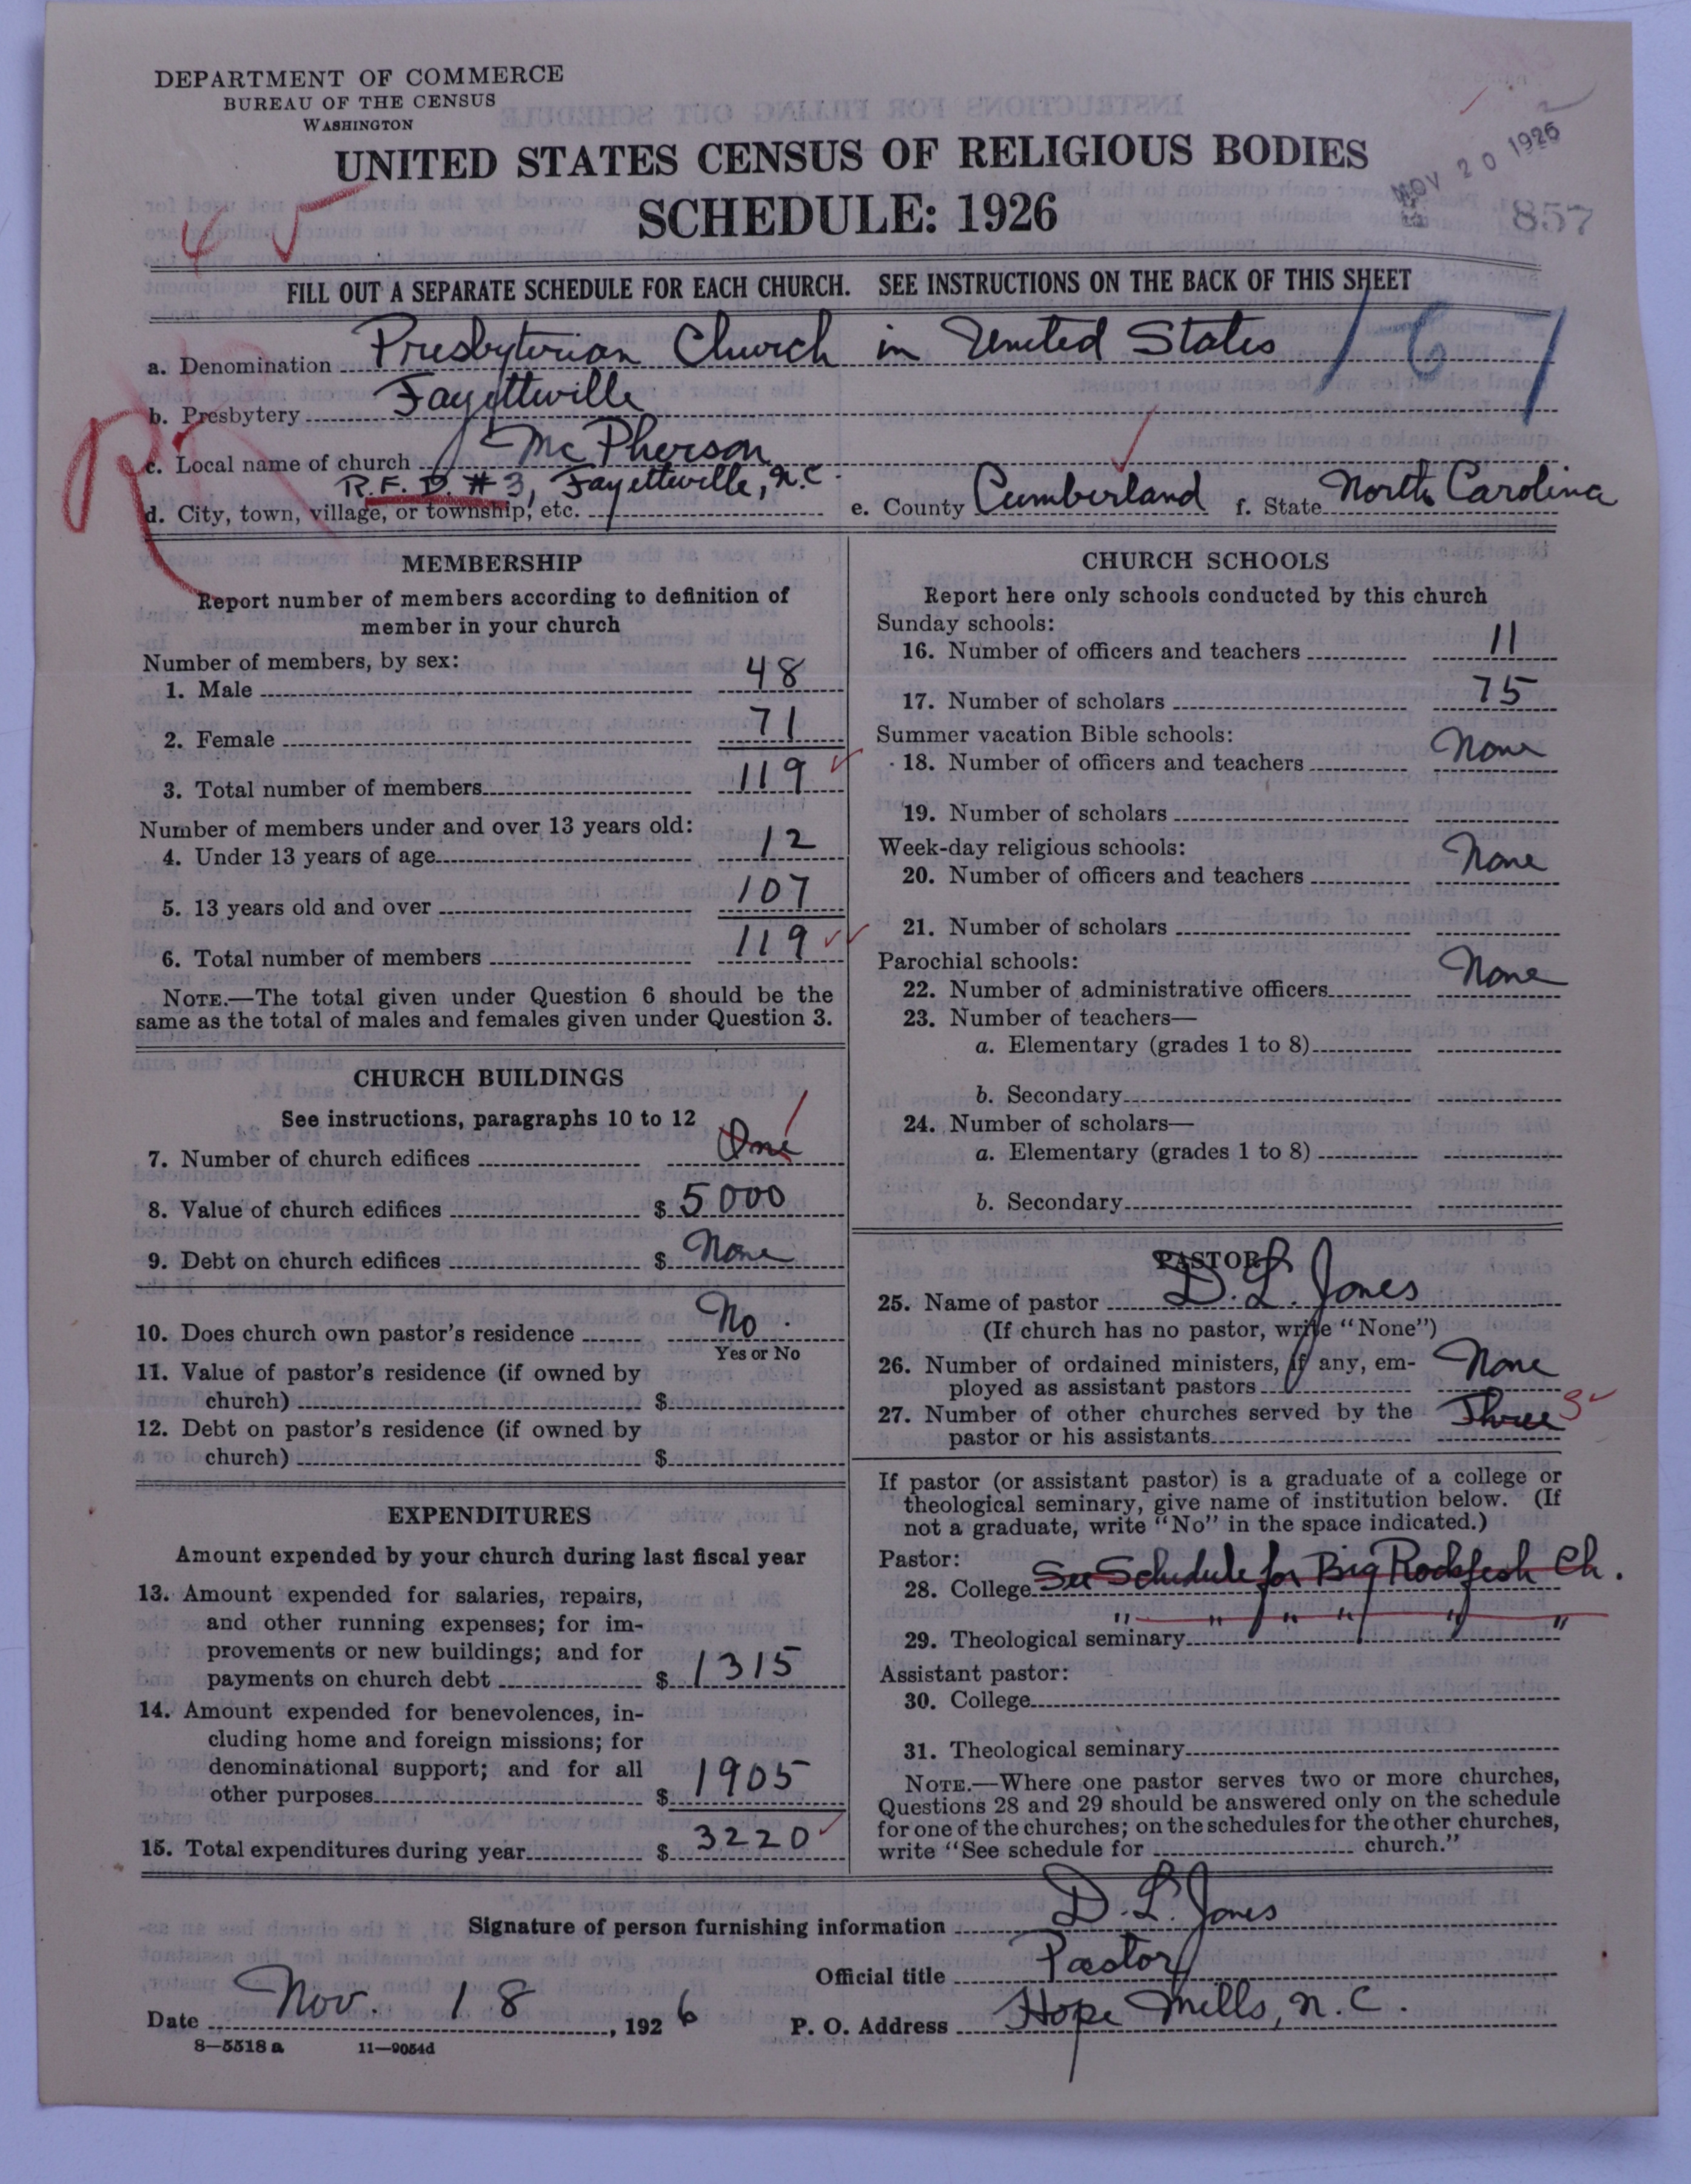 DEPARTMENT OF COMMERCE
BUREAU OF THE CENSUS
WASHINGTON
UNITED STATES CENSUS OF RELIGIOUS BODIES
SCHEDULE: 1926
NOV 20 1926
857
FILL OUT A SEPARATE SCHEDULE FOR EACH CHURCH. SEE INSTRUCTIONS ON THE BACK OF THIS SHEET
a. Denomination Presbyterian Church in United States
b. Presbytery Fayetteville
c. Local name of church McPherson
R.F.D. #3, Fayetteville, N.C.
d. City, town, village, or township, etc.
e. County Cumberland f. State North Carolina
MEMBERSHIP
Report number of members according to definition of
member in your church
Number of members, by sex:
1. Male 48
2. Female 71
3. Total number of members 119
Number of members under and over 13 years old:
4. Under 13 years of age 12
5. 13 years old and over 107
6. Total number of members 119
NOTE.—The total given under Question 6 should be the
same as the total of males and females given under Question 3.
CHURCH BUILDINGS
See instructions, paragraphs 10 to 12
7. Number of church edifices One 1
8. Value of church edifices $ 5000
9. Debt on church edifices $ None
10. Does church own pastor's residence No
Yes or No
11. Value of pastor's residence (if owned by
church) $
12. Debt on pastor's residence (if owned by
church) $
EXPENDITURES
Amount expended by your church during last fiscal year
13. Amount expended for salaries, repairs,
and other running expenses; for im-
provements or new buildings; and for
payments on church debt $ 1315
14. Amount expended for benevolences, in-
cluding home and foreign missions; for
denominational support; and for all
other purposes $ 1905
15. Total expenditures during year $ 3220
CHURCH SCHOOLS
Report here only schools conducted by this church
Sunday schools:
16. Number of officers and teachers 11
17. Number of scholars 75
Summer vacation Bible schools:
18. Number of officers and teachers None
19. Number of scholars
Week-day religious schools:
20. Number of officers and teachers None
21. Number of scholars
Parochial schools:
22. Number of administrative officers None
23. Number of teachers—
a. Elementary (grades 1 to 8)
b. Secondary
24. Number of scholars—
a. Elementary (grades 1 to 8)
b. Secondary
PASTOR
25. Name of pastor D. L. Jones
(If church has no pastor, write "None")
26. Number of ordained ministers, if any, em-
ployed as assistant pastors None
27. Number of other churches served by the
pastor or his assistants Three 3
If pastor (or assistant pastor) is a graduate of a college or
theological seminary, give name of institution below. (If
not a graduate, write "No" in the space indicated.)
Pastor:
28. College See Schedule for Big Rockfish Ch.
29. Theological seminary " " " " " "
Assistant pastor:
30. College
31. Theological seminary
NOTE.—Where one pastor serves two or more churches,
Questions 28 and 29 should be answered only on the schedule
for one of the churches; on the schedules for the other churches,
write "See schedule for church."
Signature of person furnishing information D. L. Jones
Official title Pastor
Date Nov. 18, 1926 P. O. Address Hope Mills, N.C.
8—5518a 11—9054d